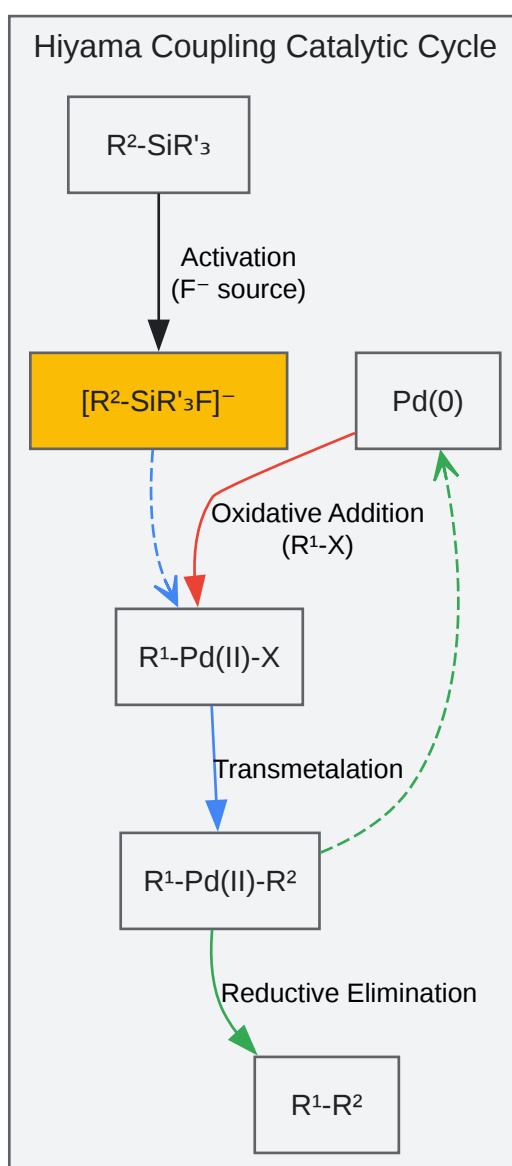 Hiyama Coupling Catalytic Cycle
R²-SiR'₃
Activation
(F⁻ source)
[R²-SiR'₃F]⁻
Pd(0)
Oxidative Addition
(R¹-X)
R¹-Pd(II)-X
Transmetalation
R¹-Pd(II)-R²
Reductive Elimination
R¹-R²